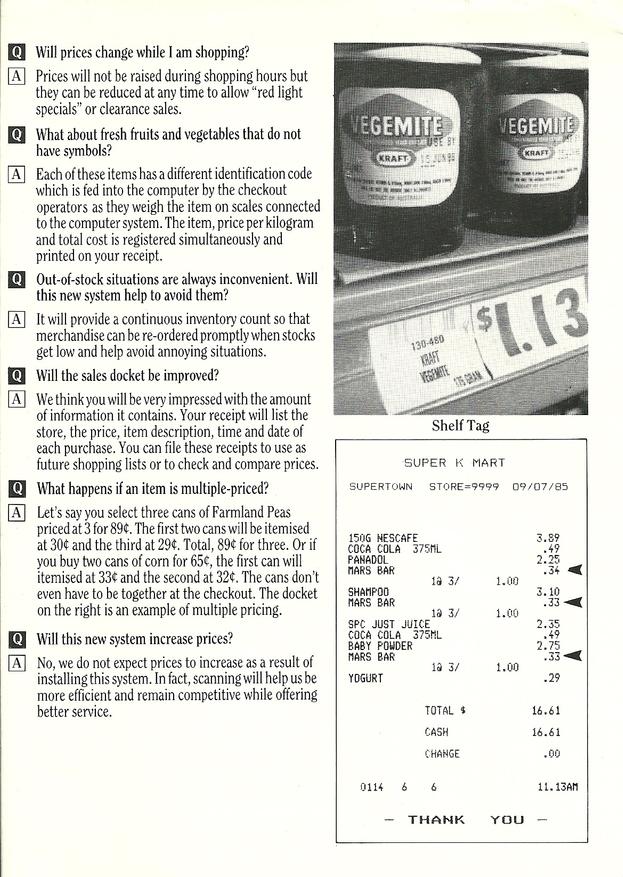 Q Will prices change while I am shopping?
A Prices will not be raised during shopping hours but
they can be reduced at any time to allow “red light
specials” or clearance sales.
Q What about fresh fruits and vegetables that do not
have symbols?
A Each of these items has a different identification code
which is fed into the computer by the checkout
operators as they weigh the item on scales connected
to the computer system. The item, price per kilogram
and total cost is registered simultaneously and
printed on your receipt.
Q Out-of-stock situations are always inconvenient. Will
this new system help to avoid them?
A It will provide a continuous inventory count so that
merchandise can be re-ordered promptly when stocks
get low and help avoid annoying situations.
Q Will the sales docket be improved?
A We think you will be very impressed with the amount
of information it contains. Your receipt will list the
store, the price, item description, time and date of
each purchase. You can file these receipts to use as
future shopping lists or to check and compare prices.
Q What happens if an item is multiple-priced?
A Let’s say you select three cans of Farmland Peas
priced at 3 for 89¢. The first two cans will be itemised
at 30¢ and the third at 29¢. Total, 89¢ for three. Or if
you buy two cans of corn for 65¢, the first can will
itemised at 33¢ and the second at 32¢. The cans don’t
even have to be together at the checkout. The docket
on the right is an example of multiple pricing.
Q Will this new system increase prices?
A No, we do not expect prices to increase as a result of
installing this system. In fact, scanning will help us be
more efficient and remain competitive while offering
better service.
VEGEMITE
USE BY
KRAFT
PRODUCT OF AUSTRALIA
VEGEMITE
USE BY
KRAFT
$1.13
130-480
KRAFT
VEGEMITE
175 GRAM
Shelf Tag
SUPER K MART
SUPERTOWN STORE=9999 09/07/85
150G NESCAFE 3.89
COCA COLA 375ML .49
PANADOL 2.25
MARS BAR .34
1@ 3/ 1.00
SHAMPOO 3.10
MARS BAR .33
1@ 3/ 1.00
SPC JUST JUICE 2.35
COCA COLA 375ML .49
BABY POWDER 2.75
MARS BAR .33
1@ 3/ 1.00
YOGURT .29
TOTAL $ 16.61
CASH 16.61
CHANGE .00
0114 6 6 11.13AM
— THANK YOU —